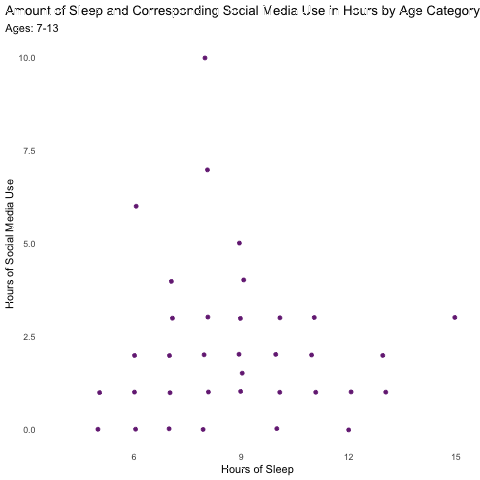 Amount of Sleep and Corresponding Social Media Use in Hours by Age Category
Ages: 7-13
10.0
7.5
5.0
2.5
0.0
Hours of Social Media Use
6
9
12
15
Hours of Sleep